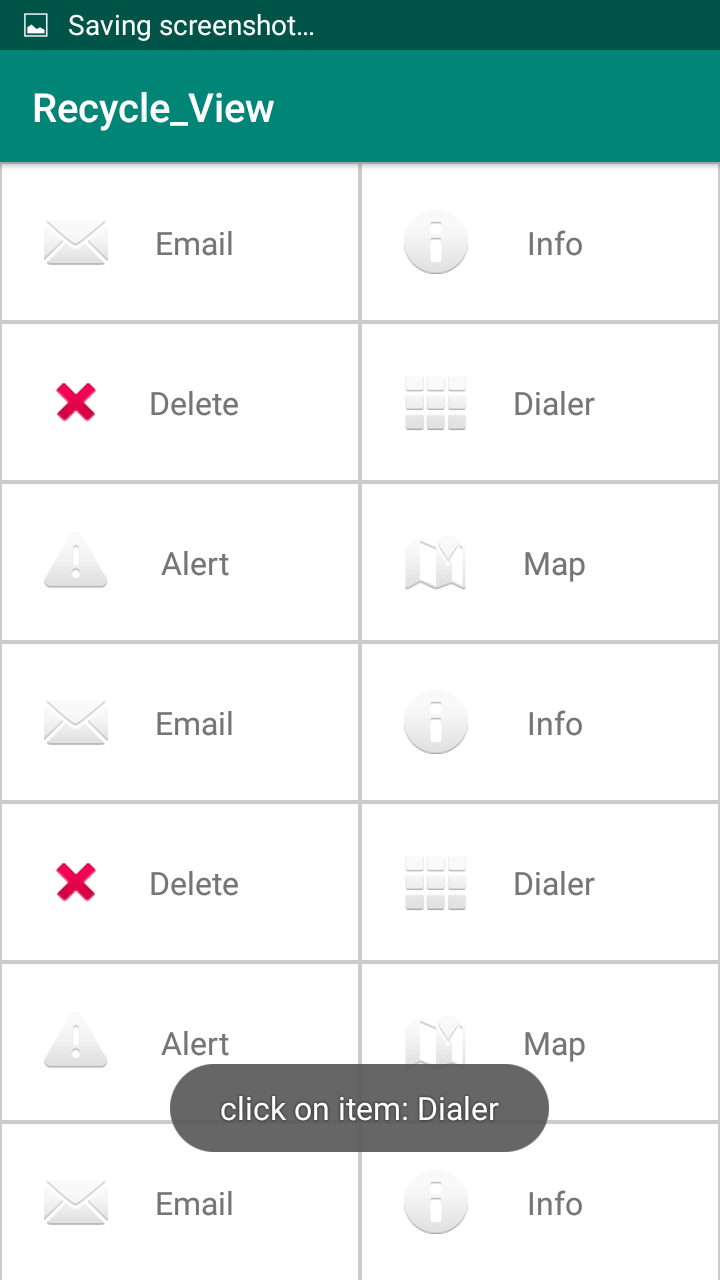 Saving screenshot...
Recycle_View
Email
Info
Delete
Dialer
Alert
Map
Email
Info
Delete
Dialer
Alert
Map
click on item: Dialer
Email
Info